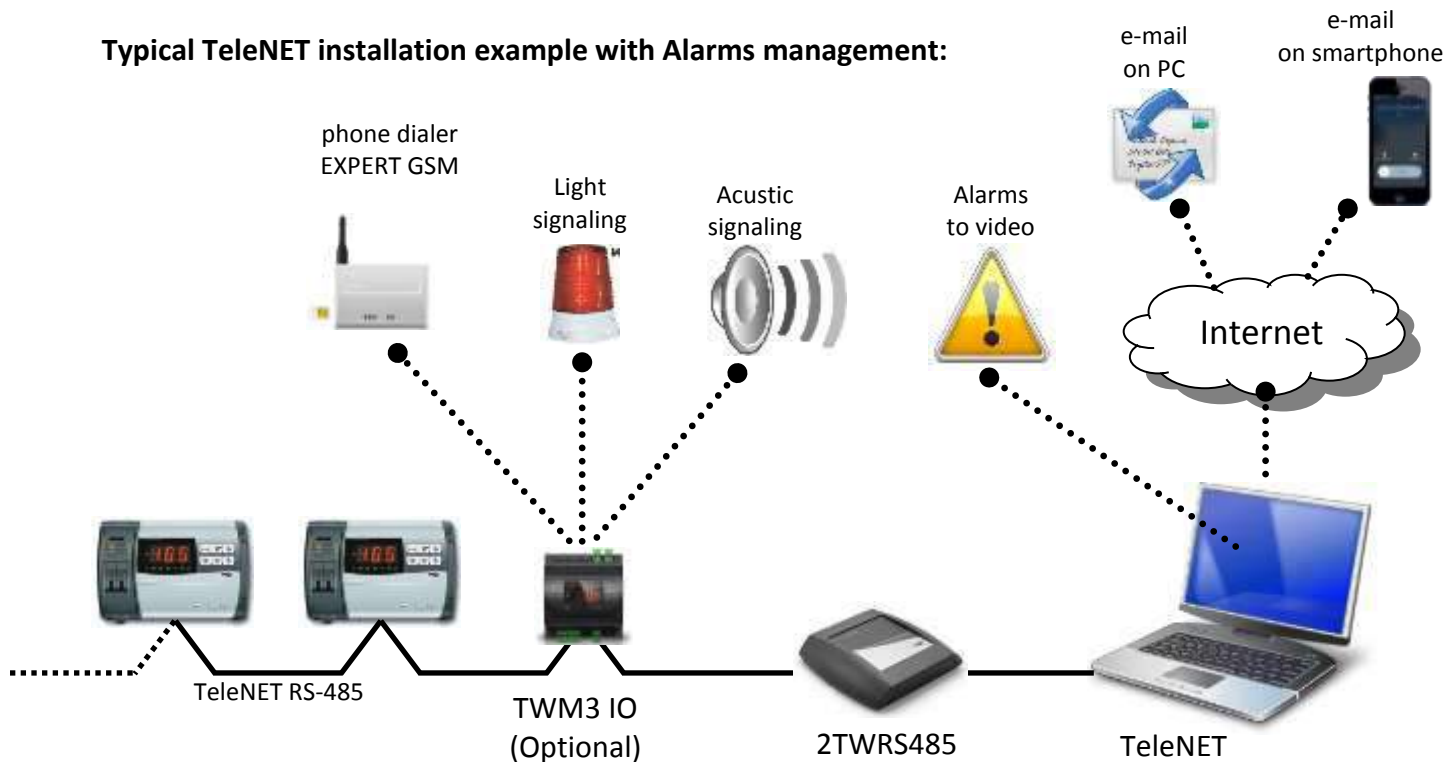 Typical TeleNET installation example with Alarms management:
e-mail
on PC
e-mail
on smartphone
phone dialer
EXPERT GSM
Light
signaling
Acustic
signaling
Alarms
to video
Internet
TeleNET RS-485
TWM3 IO
(Optional)
2TWRS485
TeleNET